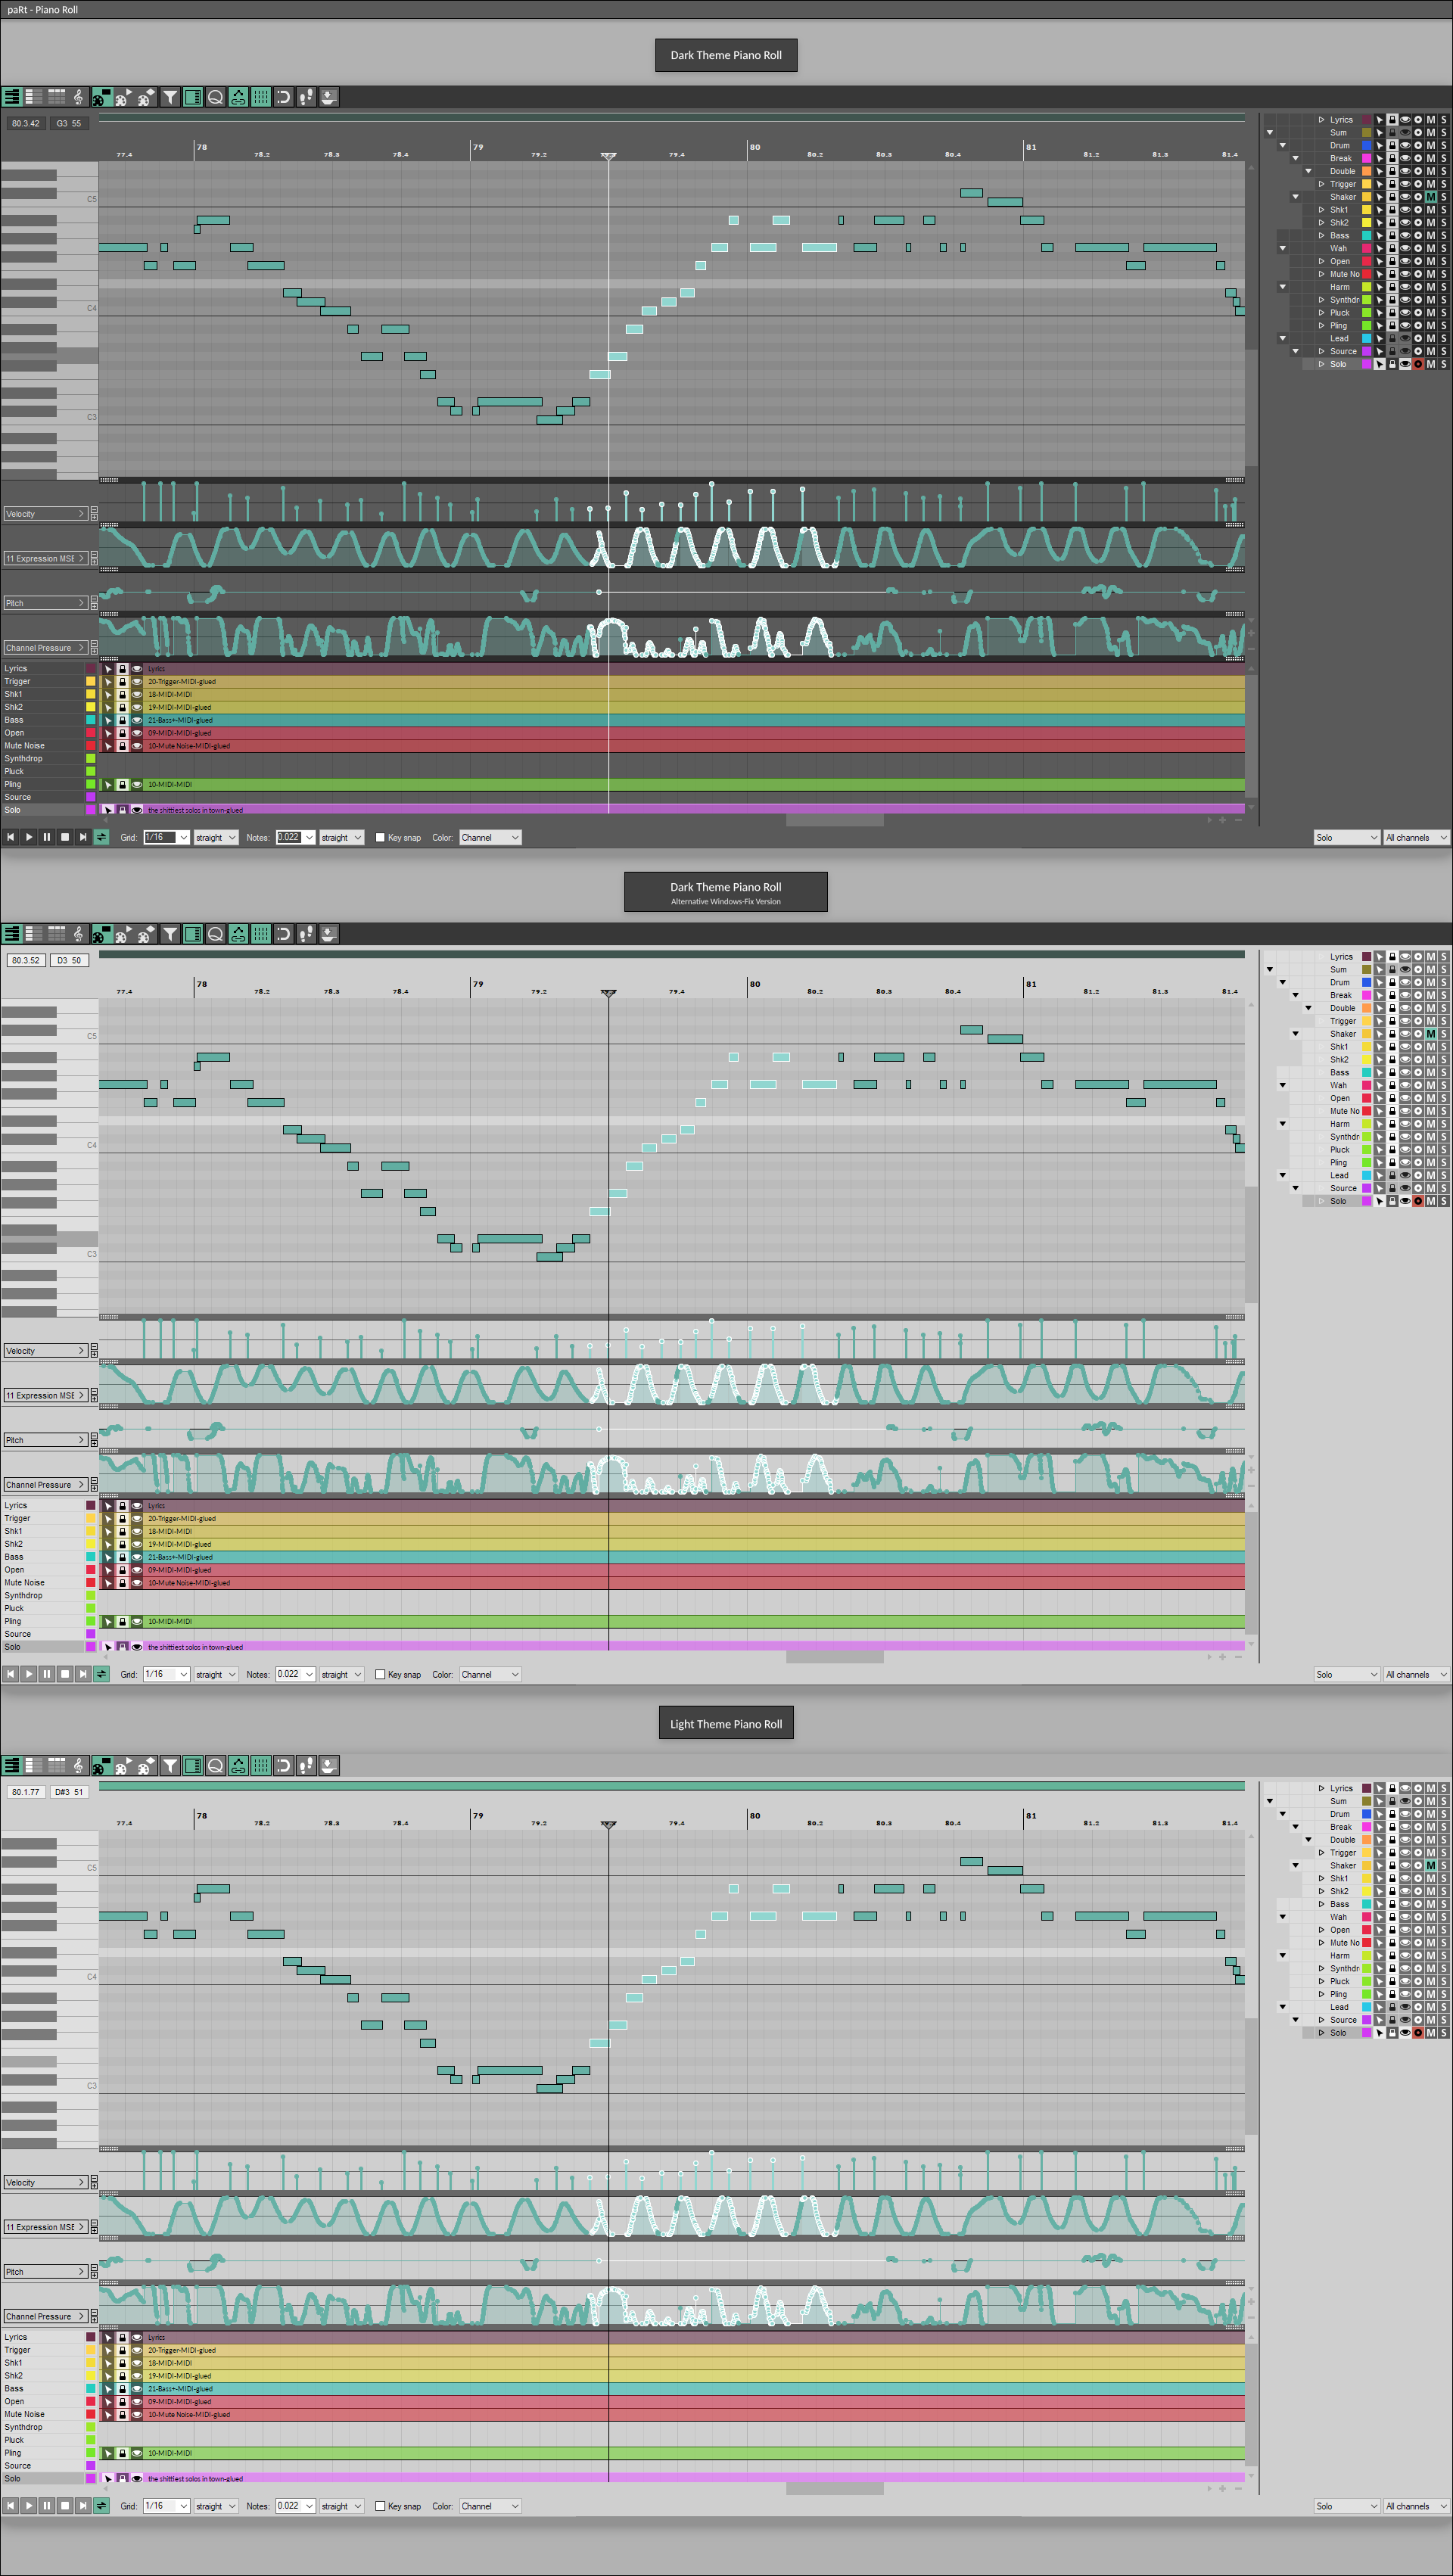 paRt - Piano Roll
Dark Theme Piano Roll
80.3.42 G3 55
78 79 80 81
77.4 78.2 78.3 78.4 79.2 79.4 80.2 80.3 80.4 81.2 81.3 81.4
C5
C4
C3
Lyrics M S
Sum M S
Drum M S
Break M S
Double M S
Trigger M S
Shaker M S
Shk1 M S
Shk2 M S
Bass M S
Wah M S
Open M S
Mute No M S
Harm M S
Synthdr M S
Pluck M S
Pling M S
Lead M S
Source M S
Solo M S
Velocity
11 Expression MSE
Pitch
Channel Pressure
Lyrics Lyrics
Trigger 20-Trigger-MIDI-glued
Shk1 18-MIDI-MIDI
Shk2 19-MIDI-MIDI-glued
Bass 21-Bass+-MIDI-glued
Open 09-MIDI-MIDI-glued
Mute Noise 10-Mute Noise-MIDI-glued
Synthdrop
Pluck
Pling 10-MIDI-MIDI
Source
Solo the shittiest solos in town-glued
Grid: 1/16 straight Notes: 0.022 straight Key snap Color: Channel Solo All channels
Dark Theme Piano Roll
Alternative Windows-Fix Version
80.3.52 D3 50
78 79 80 81
77.4 78.2 78.3 78.4 79.2 79.4 80.2 80.3 80.4 81.2 81.3 81.4
C5
C4
C3
Lyrics M S
Sum M S
Drum M S
Break M S
Double M S
Trigger M S
Shaker M S
Shk1 M S
Shk2 M S
Bass M S
Wah M S
Open M S
Mute No M S
Harm M S
Synthdr M S
Pluck M S
Pling M S
Lead M S
Source M S
Solo M S
Velocity
11 Expression MSE
Pitch
Channel Pressure
Lyrics Lyrics
Trigger 20-Trigger-MIDI-glued
Shk1 18-MIDI-MIDI
Shk2 19-MIDI-MIDI-glued
Bass 21-Bass+-MIDI-glued
Open 09-MIDI-MIDI-glued
Mute Noise 10-Mute Noise-MIDI-glued
Synthdrop
Pluck
Pling 10-MIDI-MIDI
Source
Solo the shittiest solos in town-glued
Grid: 1/16 straight Notes: 0.022 straight Key snap Color: Channel Solo All channels
Light Theme Piano Roll
80.1.77 D#3 51
78 79 80 81
77.4 78.2 78.3 78.4 79.2 79.4 80.2 80.3 80.4 81.2 81.3 81.4
C5
C4
C3
Lyrics M S
Sum M S
Drum M S
Break M S
Double M S
Trigger M S
Shaker M S
Shk1 M S
Shk2 M S
Bass M S
Wah M S
Open M S
Mute No M S
Harm M S
Synthdr M S
Pluck M S
Pling M S
Lead M S
Source M S
Solo M S
Velocity
11 Expression MSE
Pitch
Channel Pressure
Lyrics Lyrics
Trigger 20-Trigger-MIDI-glued
Shk1 18-MIDI-MIDI
Shk2 19-MIDI-MIDI-glued
Bass 21-Bass+-MIDI-glued
Open 09-MIDI-MIDI-glued
Mute Noise 10-Mute Noise-MIDI-glued
Synthdrop
Pluck
Pling 10-MIDI-MIDI
Source
Solo the shittiest solos in town-glued
Grid: 1/16 straight Notes: 0.022 straight Key snap Color: Channel Solo All channels